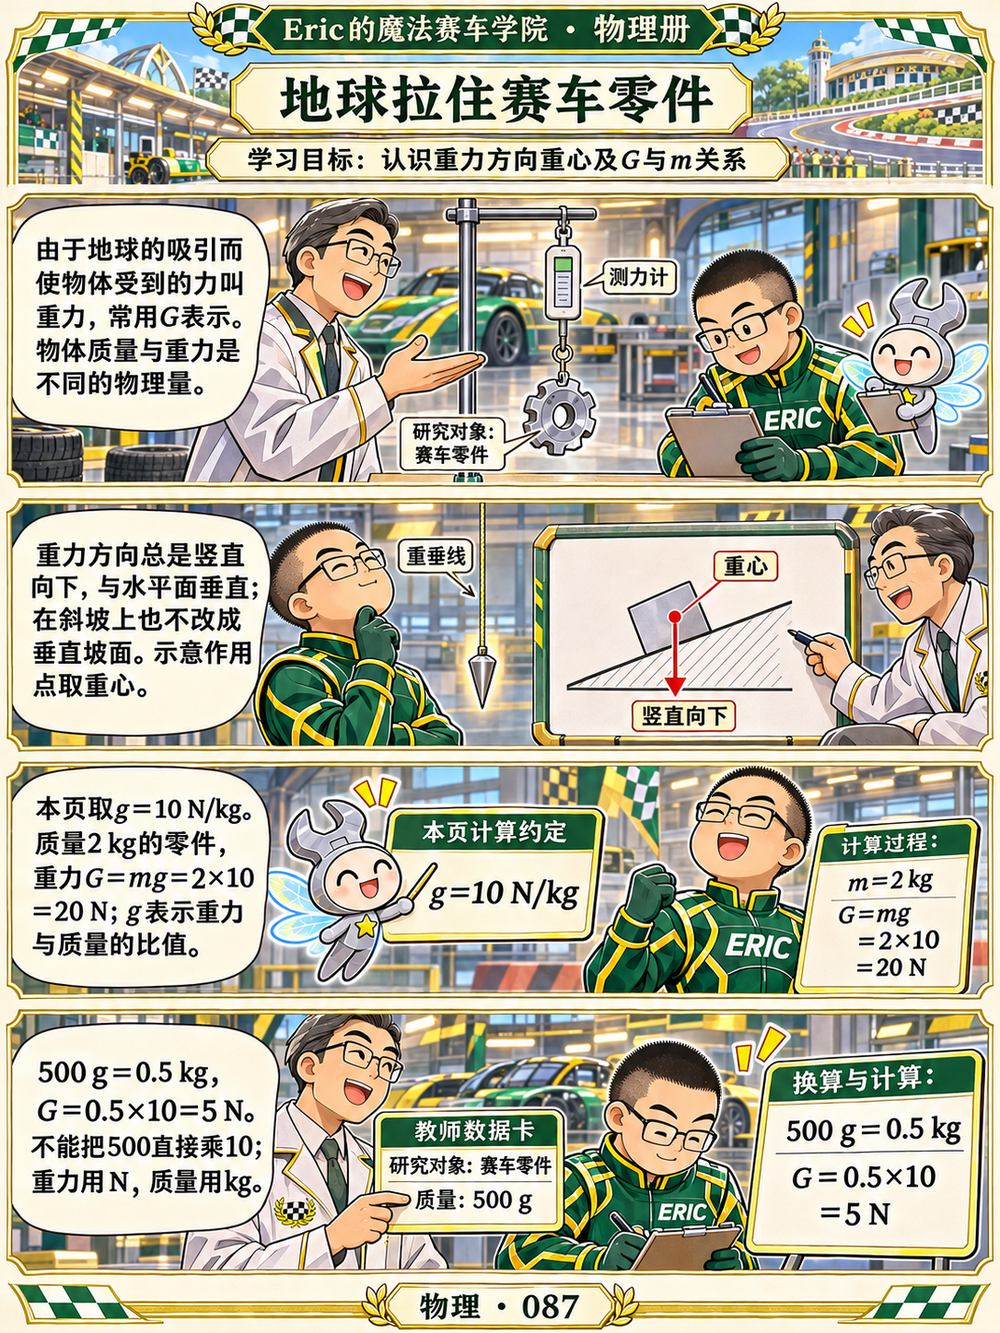 Eric的魔法赛车学院 · 物理册
地球拉住赛车零件
学习目标：认识重力方向重心及G与m关系
由于地球的吸引而
使物体受到的力叫
重力，常用G表示。
物体质量与重力是
不同的物理量。
测力计
研究对象：
赛车零件
ERIC
重力方向总是竖直
向下，与水平面垂直；
在斜坡上也不改成
垂直坡面。示意作用
点取重心。
重垂线
重心
竖直向下
本页取g=10 N/kg。
质量2 kg的零件，
重力G=mg=2×10
=20 N；g表示重力
与质量的比值。
本页计算约定
g=10 N/kg
ERIC
计算过程：
m=2 kg
G=mg
=2×10
=20 N
500 g=0.5 kg，
G=0.5×10=5 N。
不能把500直接乘10；
重力用N，质量用kg。
教师数据卡
研究对象：赛车零件
质量：500 g
ERIC
换算与计算：
500 g=0.5 kg
G=0.5×10
=5 N
物理 · 087